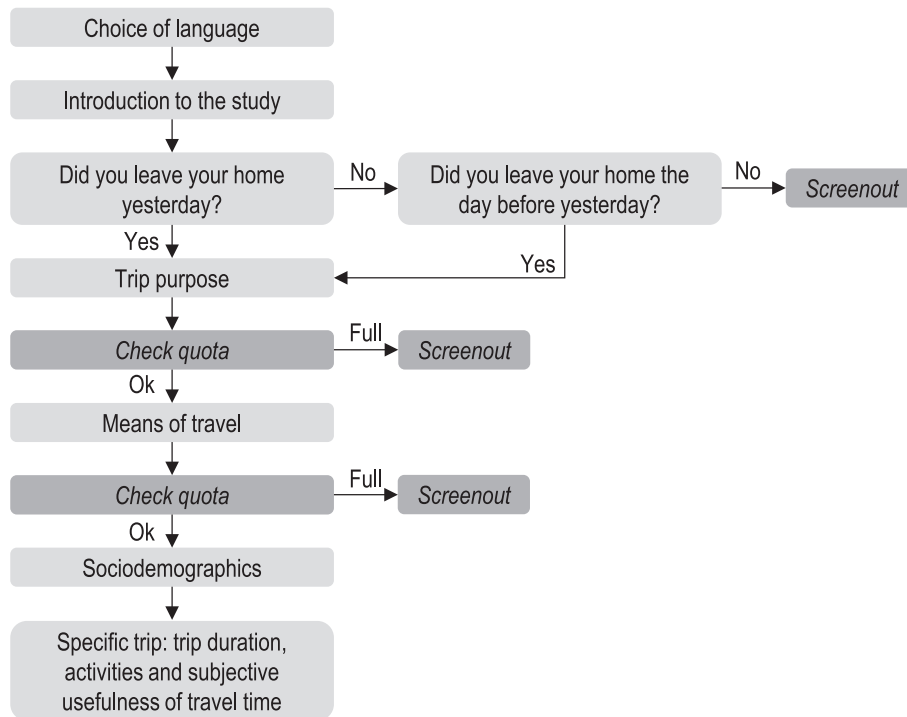 Choice of language
Introduction to the study
Did you leave your home
yesterday?
No
Did you leave your home the
day before yesterday?
No
Screenout
Yes
Yes
Trip purpose
Check quota
Full
Screenout
Ok
Means of travel
Check quota
Full
Screenout
Ok
Sociodemographics
Specific trip: trip duration,
activities and subjective
usefulness of travel time